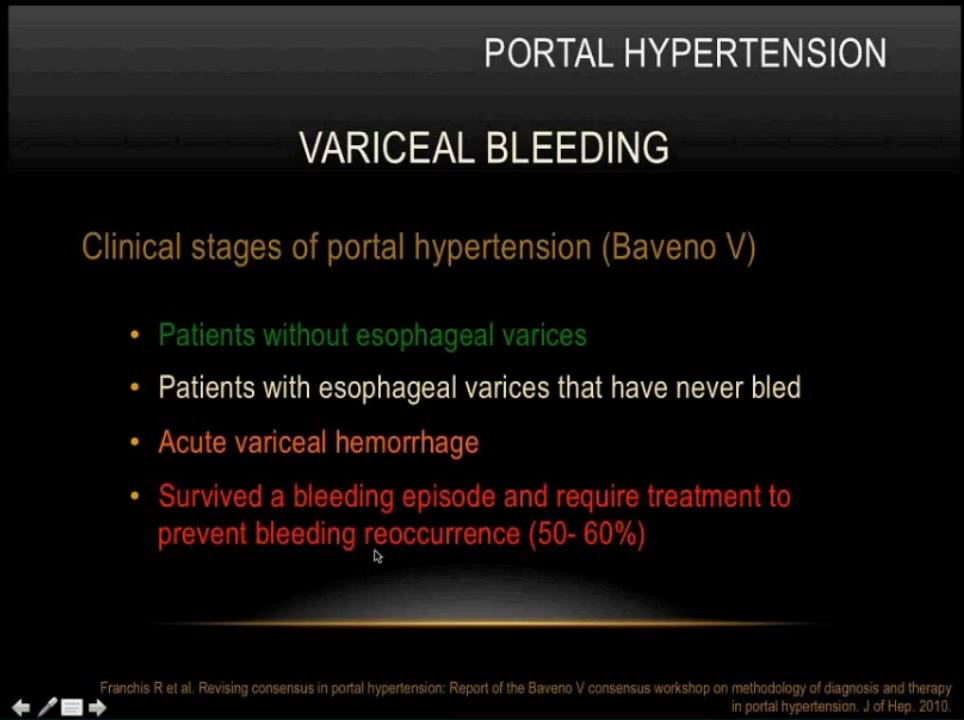 PORTAL HYPERTENSION
VARICEAL BLEEDING
Clinical stages of portal hypertension (Baveno V)
• Patients without esophageal varices
• Patients with esophageal varices that have never bled
• Acute variceal hemorrhage
• Survived a bleeding episode and require treatment to
prevent bleeding reoccurrence (50- 60%)
Franchis R et al. Revising consensus in portal hypertension: Report of the Baveno V consensus workshop on methodology of diagnosis and therapy
in portal hypertension. J of Hep. 2010.